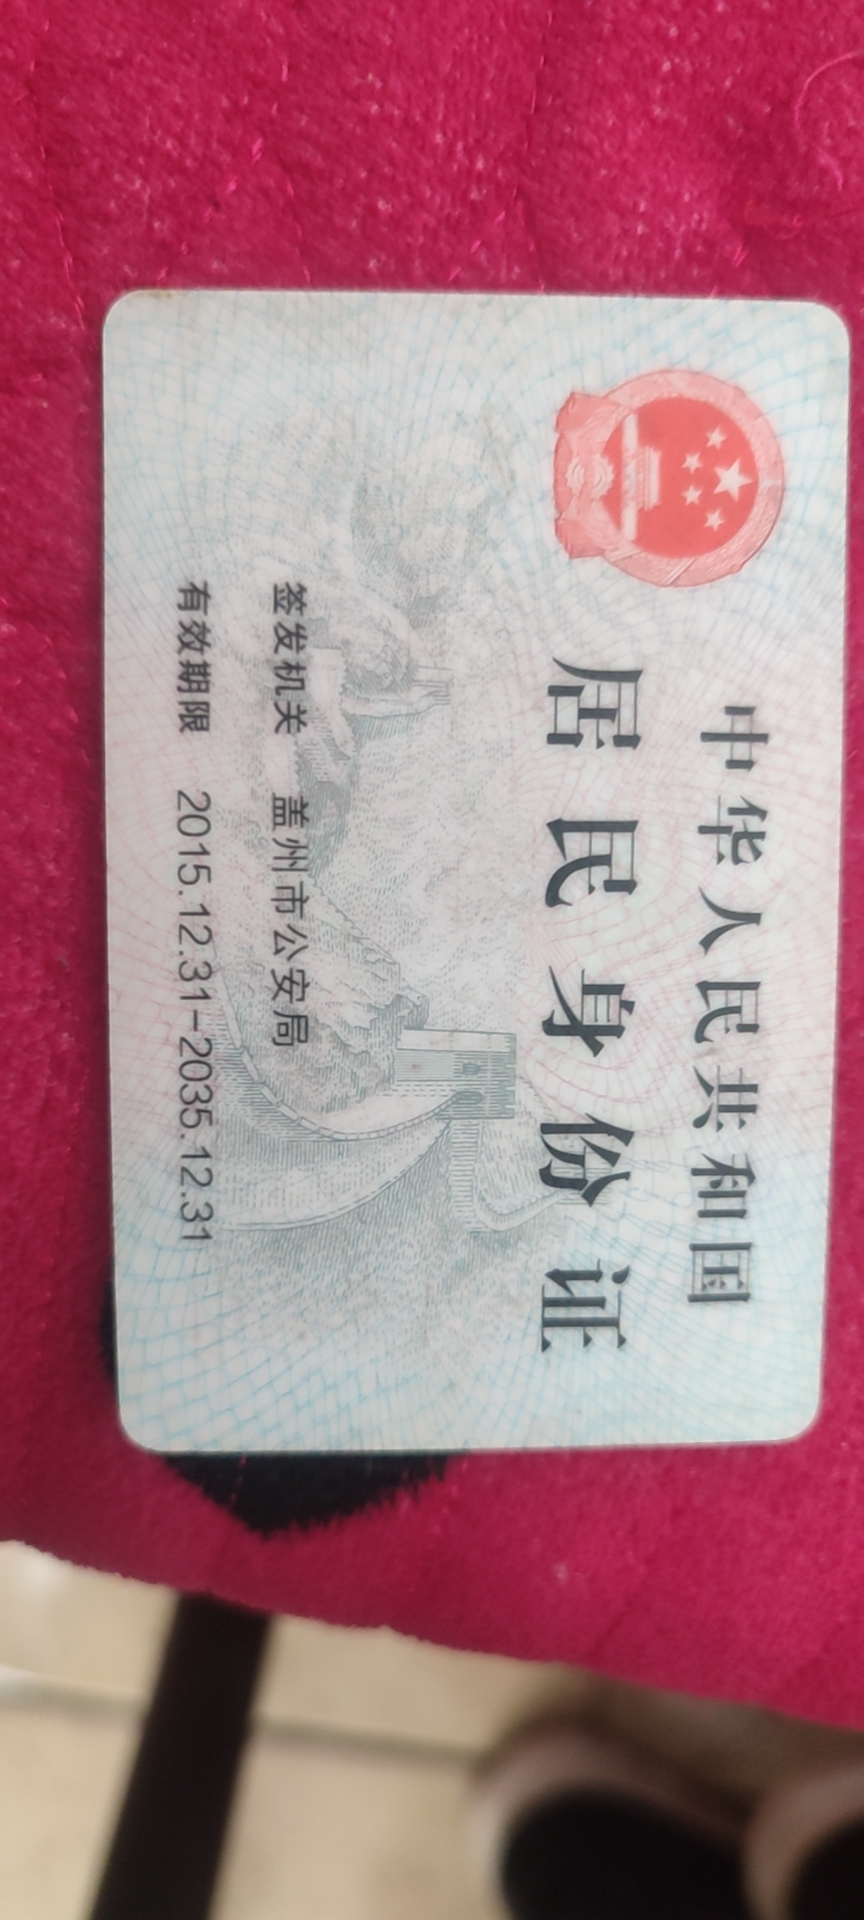 中华人民共和国
居民身份证
签发机关 盖州市公安局
有效期限 2015.12.31-2035.12.31